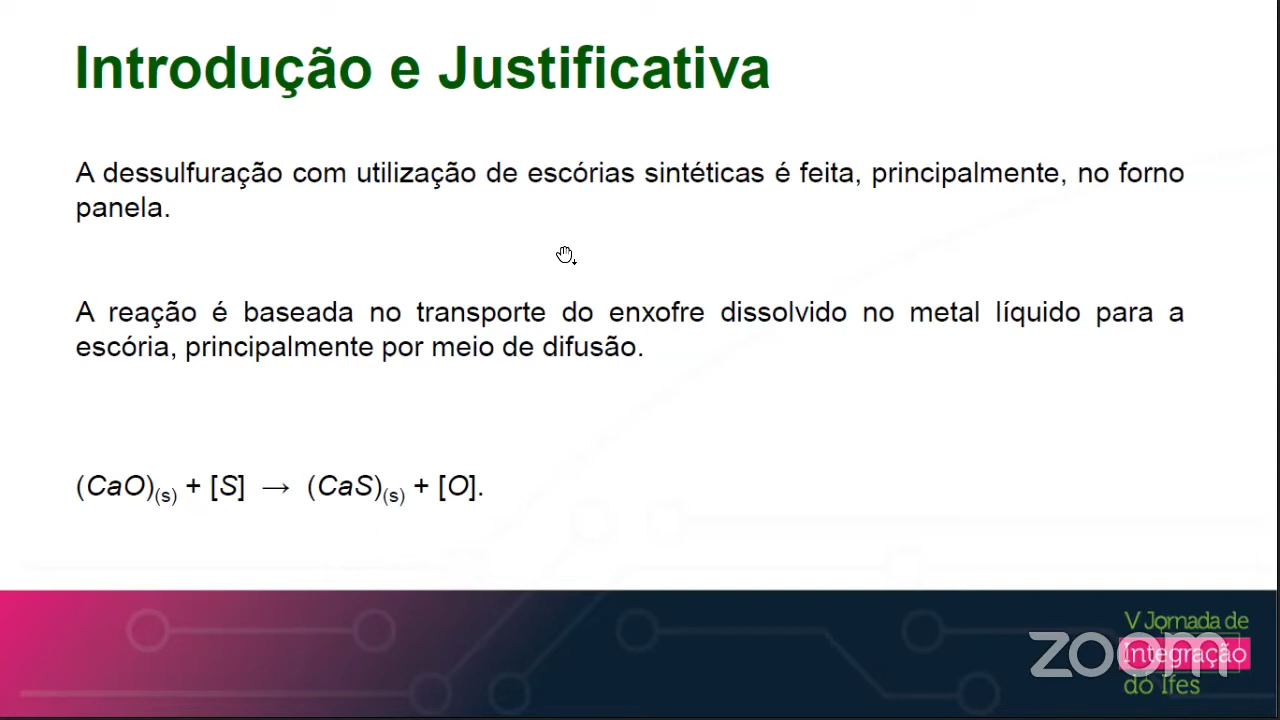 Introdução e Justificativa
A dessulfuração com utilização de escórias sintéticas é feita, principalmente, no forno
panela.
A reação é baseada no transporte do enxofre dissolvido no metal líquido para a
escória, principalmente por meio de difusão.
(CaO)(s) + [S] → (CaS)(s) + [O].
V Jornada de
Integração
do Ifes
zoom